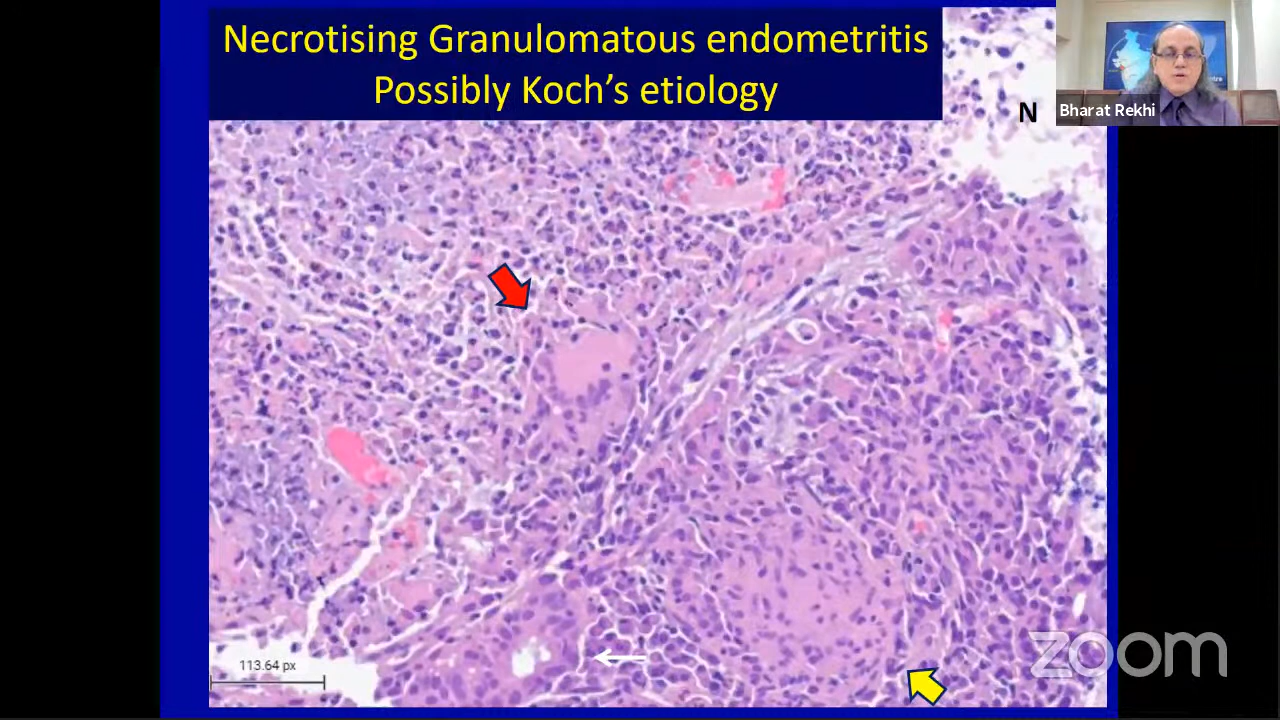 Necrotising Granulomatous endometritis
Possibly Koch’s etiology
N
Bharat Rekhi
113.64 px
zoom